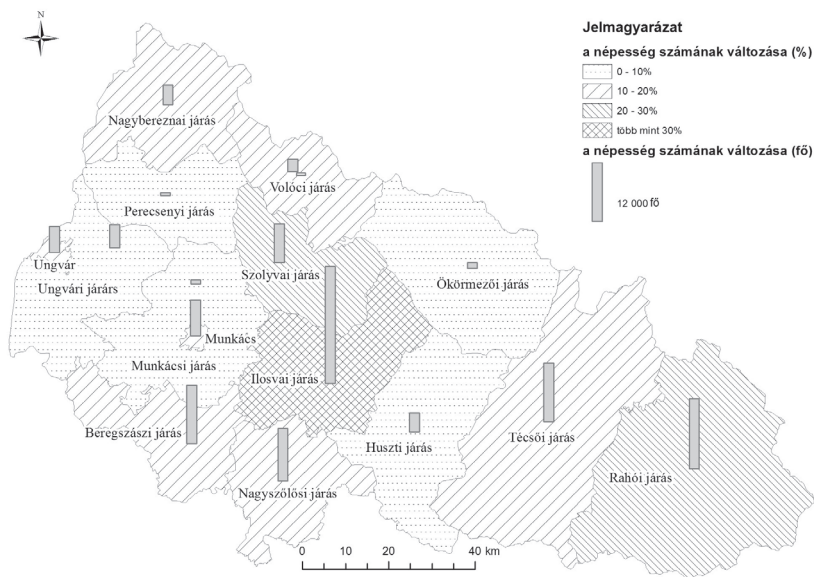 N
Jelmagyarázat
a népesség számának változása (%)
0 - 10%
10 - 20%
20 - 30%
több mint 30%
a népesség számának változása (fő)
12 000 fő
Nagybereznai járás
Volóci járás
Perecsenyi járás
Ungvár
Ungvári járárs
Szolyvai járás
Ökörmezői járás
Munkács
Munkácsi járás
Ilosvai járás
Beregszászi járás
Huszti járás
Técsői járás
Rahói járás
Nagyszőlősi járás
0 10 20 40 km